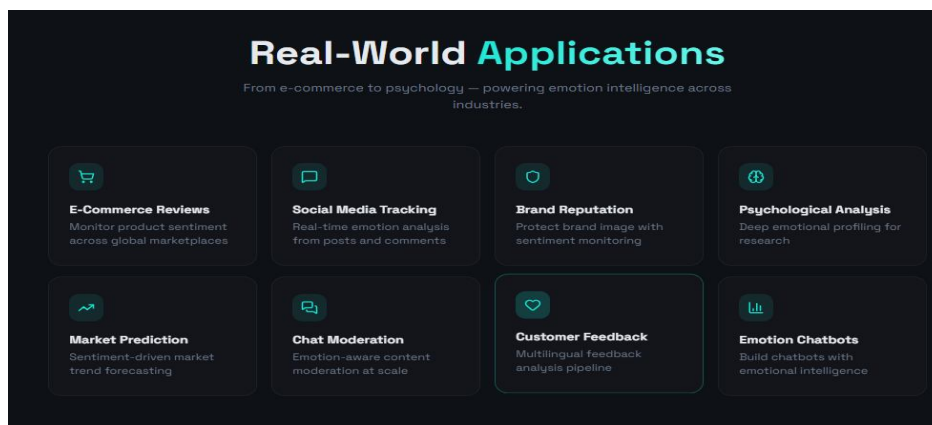 Real-World Applications
From e-commerce to psychology — powering emotion intelligence across
industries.
E-Commerce Reviews
Monitor product sentiment
across global marketplaces
Social Media Tracking
Real-time emotion analysis
from posts and comments
Brand Reputation
Protect brand image with
sentiment monitoring
Psychological Analysis
Deep emotional profiling for
research
Market Prediction
Sentiment-driven market
trend forecasting
Chat Moderation
Emotion-aware content
moderation at scale
Customer Feedback
Multilingual feedback
analysis pipeline
Emotion Chatbots
Build chatbots with
emotional intelligence